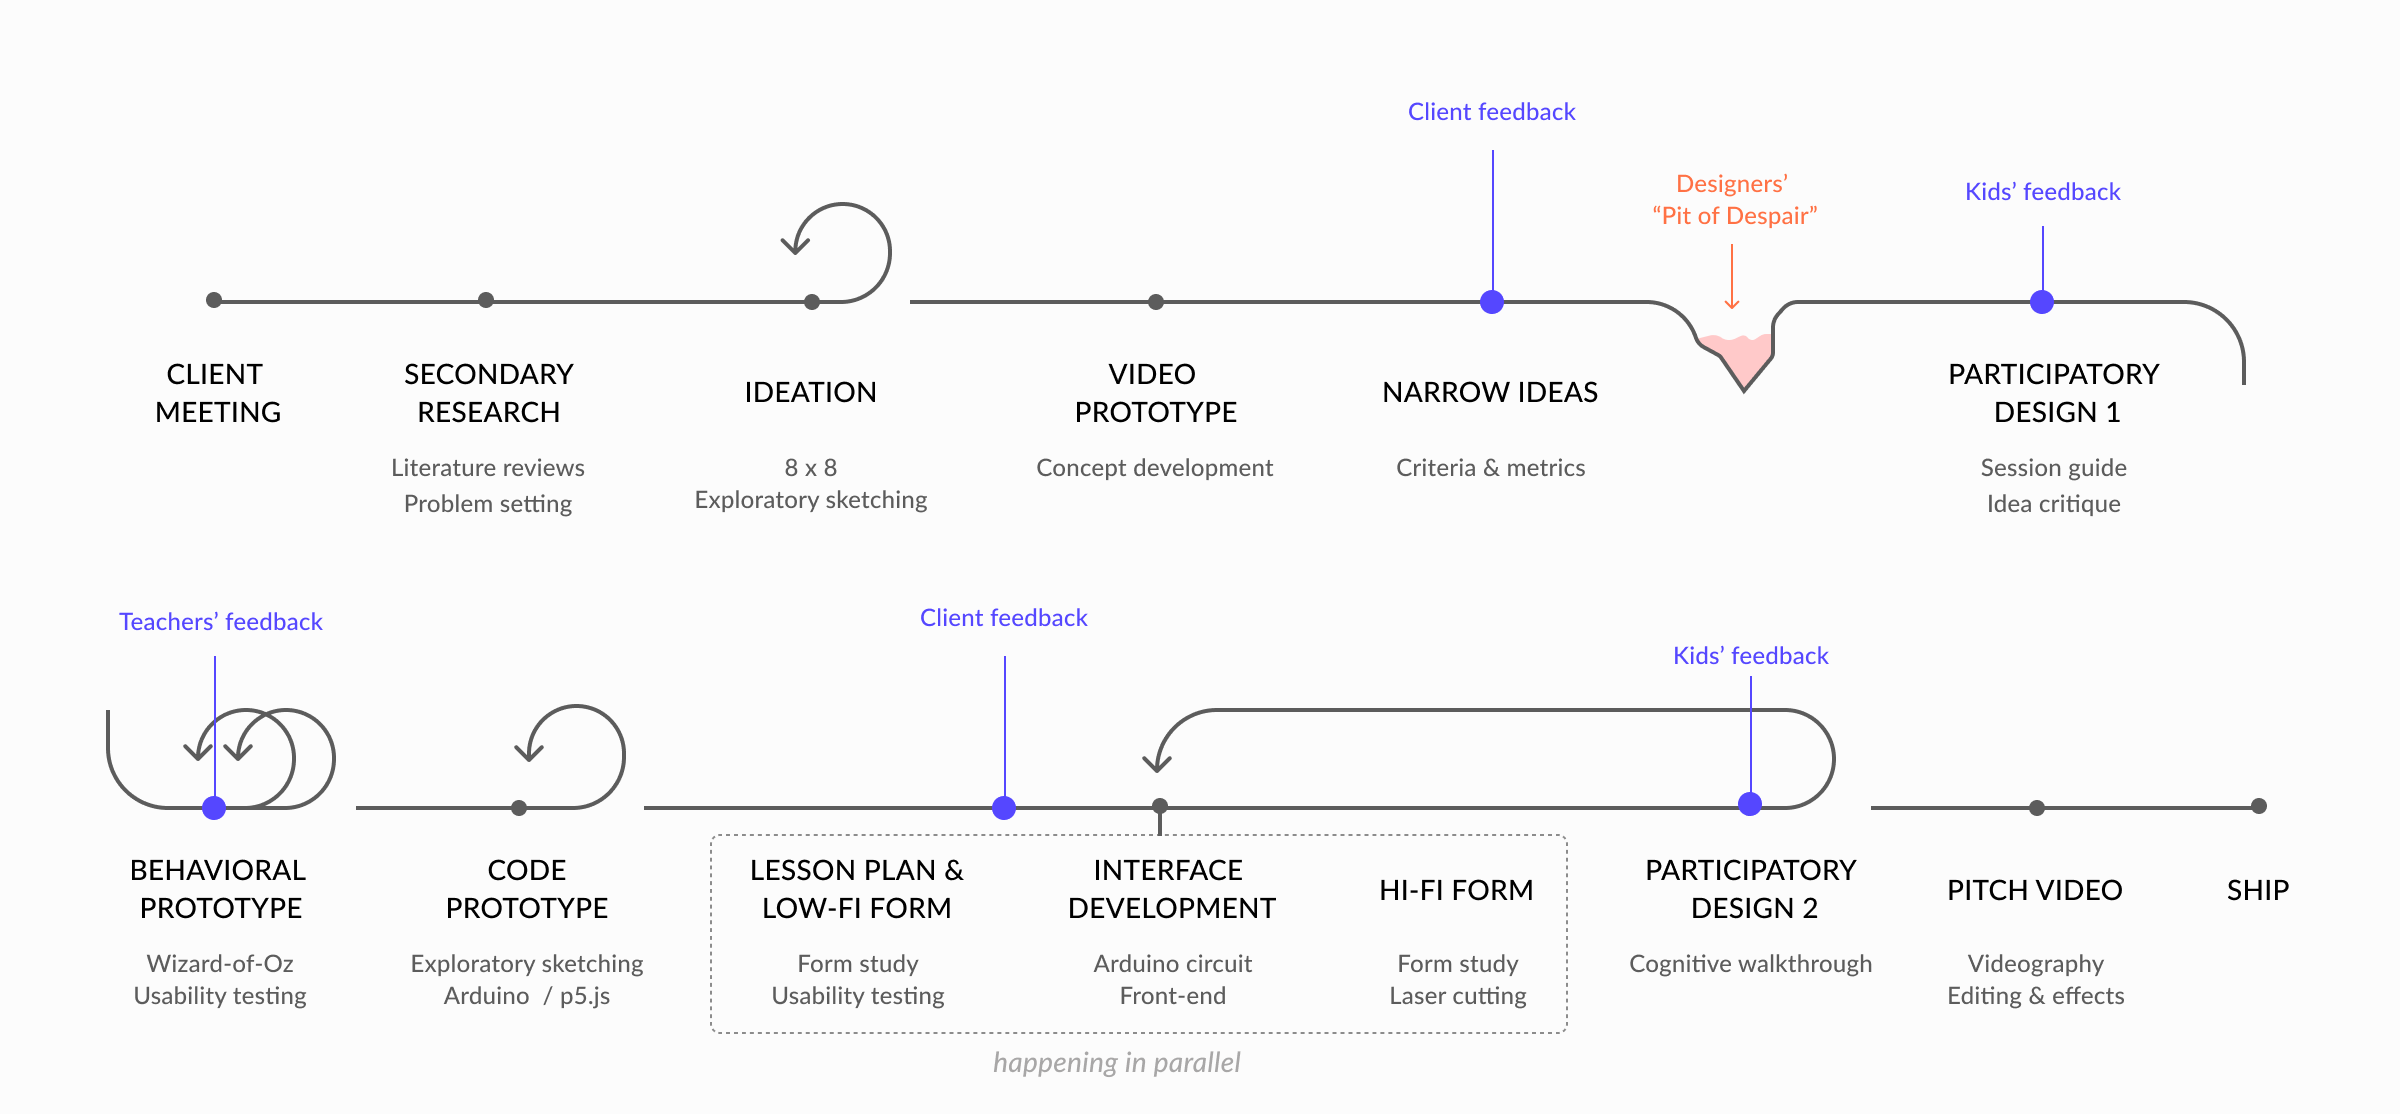 Client feedback
Designers’
“Pit of Despair”
Kids’ feedback
CLIENT
MEETING
SECONDARY
RESEARCH
Literature reviews
Problem setting
IDEATION
8 x 8
Exploratory sketching
VIDEO
PROTOTYPE
Concept development
NARROW IDEAS
Criteria & metrics
PARTICIPATORY
DESIGN 1
Session guide
Idea critique
Teachers’ feedback
Client feedback
Kids’ feedback
BEHAVIORAL
PROTOTYPE
Wizard-of-Oz
Usability testing
CODE
PROTOTYPE
Exploratory sketching
Arduino / p5.js
LESSON PLAN &
LOW-FI FORM
Form study
Usability testing
INTERFACE
DEVELOPMENT
Arduino circuit
Front-end
HI-FI FORM
Form study
Laser cutting
happening in parallel
PARTICIPATORY
DESIGN 2
Cognitive walkthrough
PITCH VIDEO
Videography
Editing & effects
SHIP